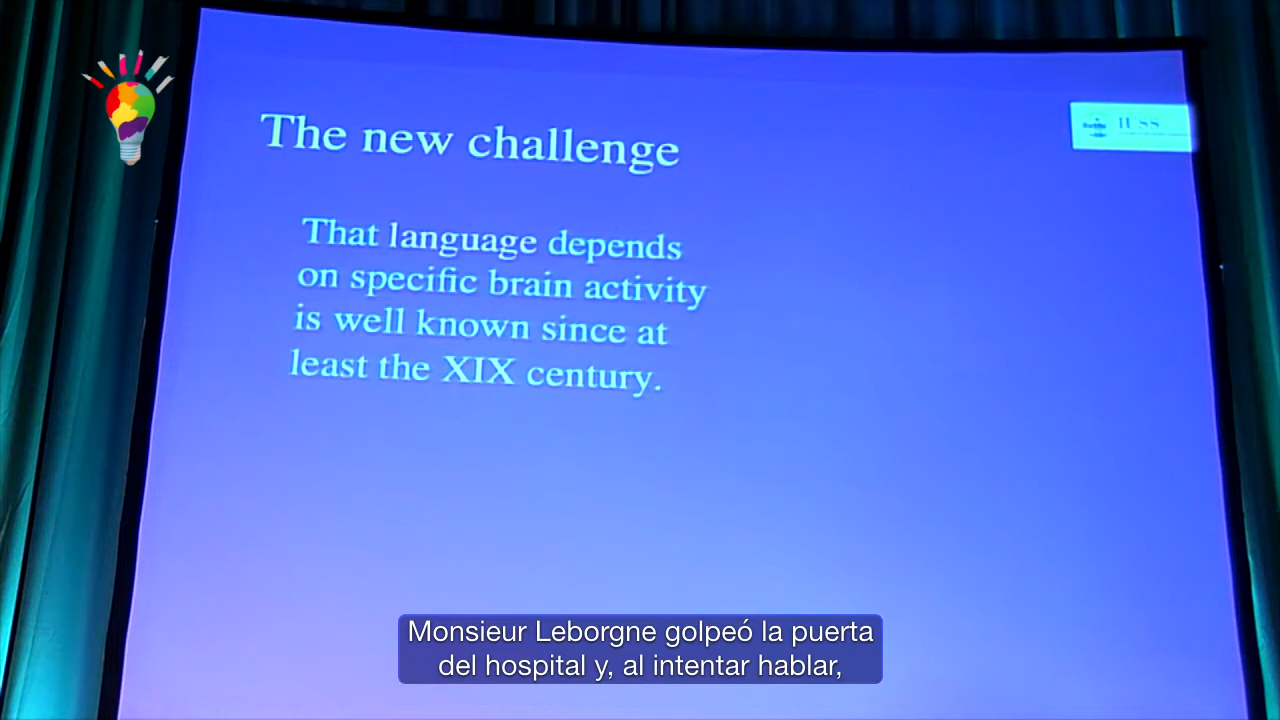 The new challenge
IUSS
That language depends
on specific brain activity
is well known since at
least the XIX century.
Monsieur Leborgne golpeó la puerta
del hospital y, al intentar hablar,